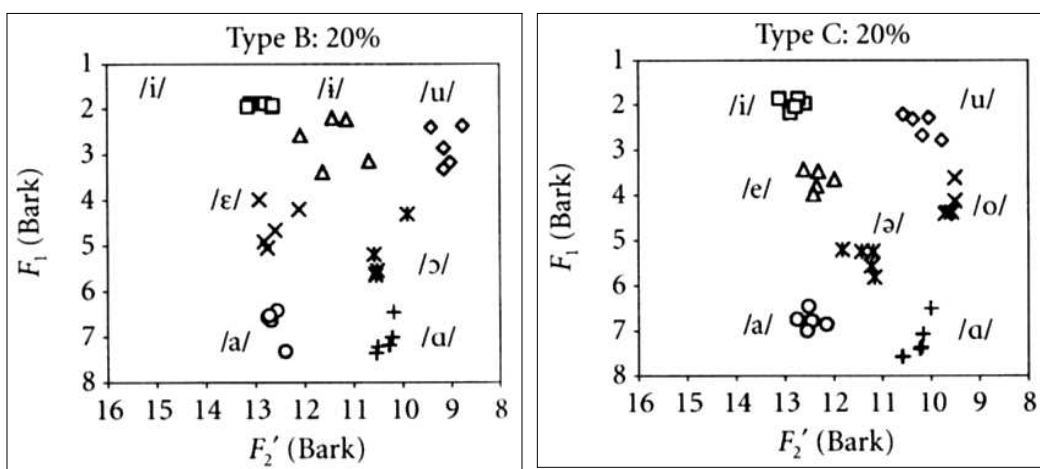 Type B: 20%
1
2
3
4
5
6
7
8
F₁ (Bark)
/i/
/ɨ/
/u/
/ɛ/
/ɔ/
/a/
/ɑ/
16 15 14 13 12 11 10 9 8
F₂′ (Bark)
Type C: 20%
1
2
3
4
5
6
7
8
F₁ (Bark)
/i/
/u/
/e/
/o/
/ə/
/a/
/ɑ/
16 15 14 13 12 11 10 9 8
F₂′ (Bark)